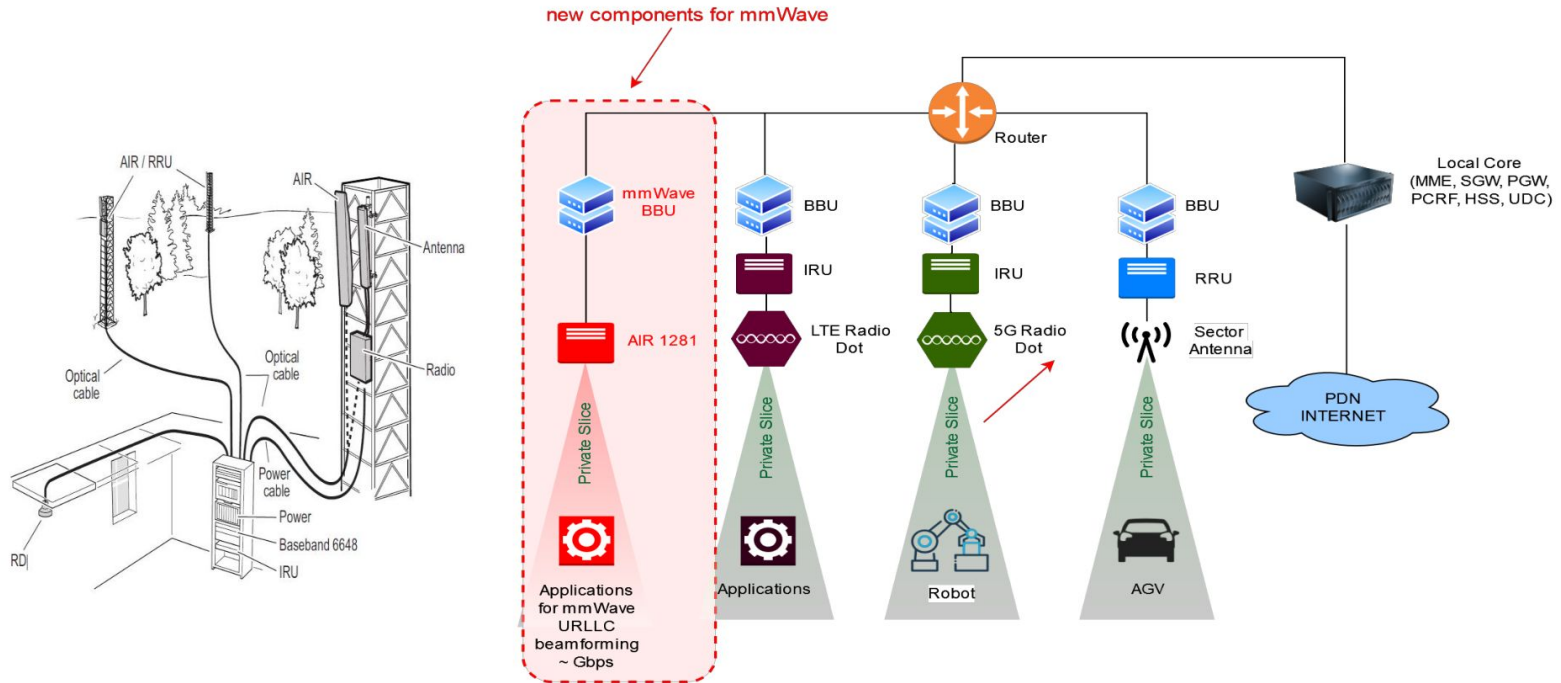 new components for mmWave
AIR / RRU
AIR
Antenna
Radio
Optical
cable
Optical
cable
Power
cable
Power
Baseband 6648
IRU
RD
Router
mmWave
BBU
BBU
BBU
BBU
Local Core
(MME, SGW, PGW,
PCRF, HSS, UDC)
IRU
IRU
RRU
AIR 1281
LTE Radio
Dot
5G Radio
Dot
Sector
Antenna
PDN
INTERNET
Private Slice
Private Slice
Private Slice
Private Slice
Applications
for mmWave
URLLC
beamforming
~ Gbps
Applications
Robot
AGV